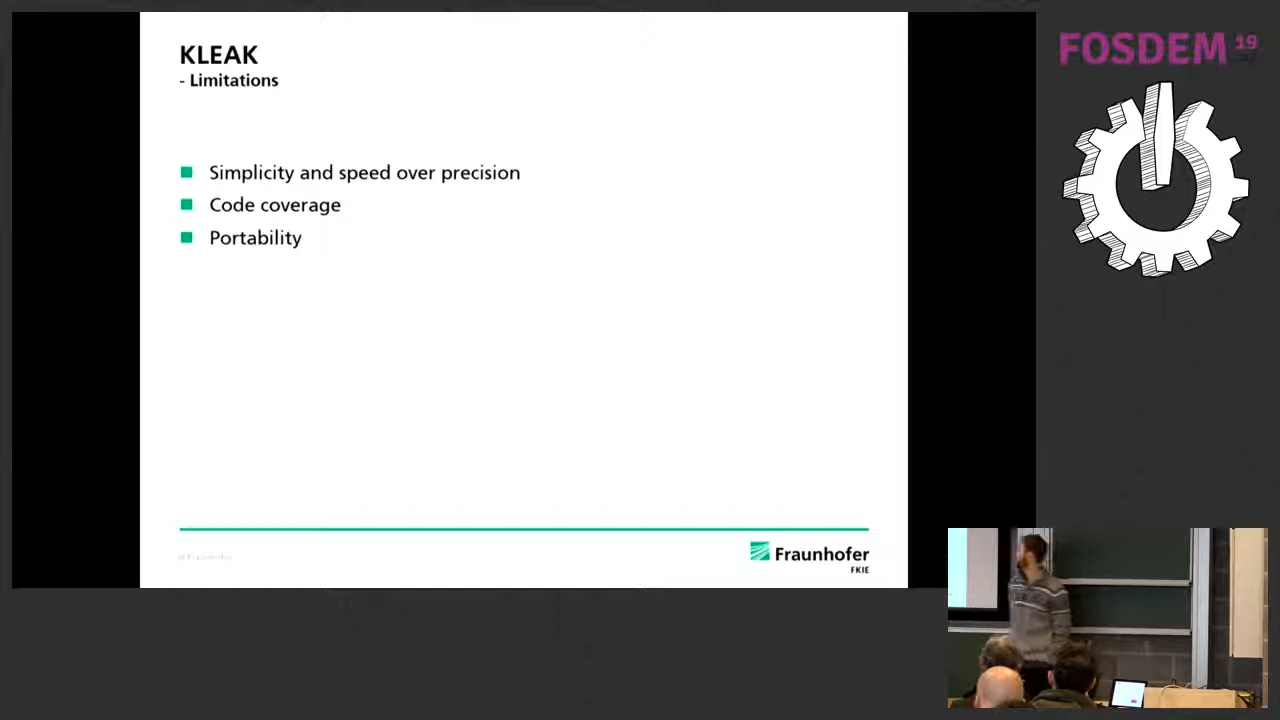 KLEAK
- Limitations
Simplicity and speed over precision
Code coverage
Portability
Fraunhofer
FKIE
FOSDEM 19